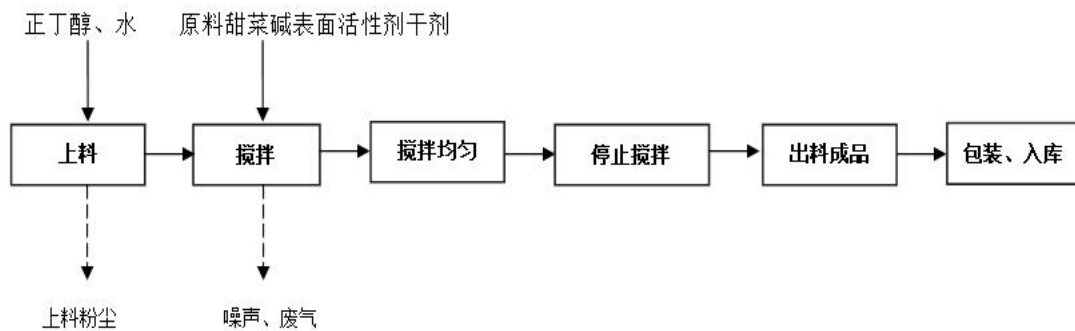 正丁醇、水
原料甜菜碱表面活性剂干剂
上料
搅拌
搅拌均匀
停止搅拌
出料成品
包装、入库
上料粉尘
噪声、废气